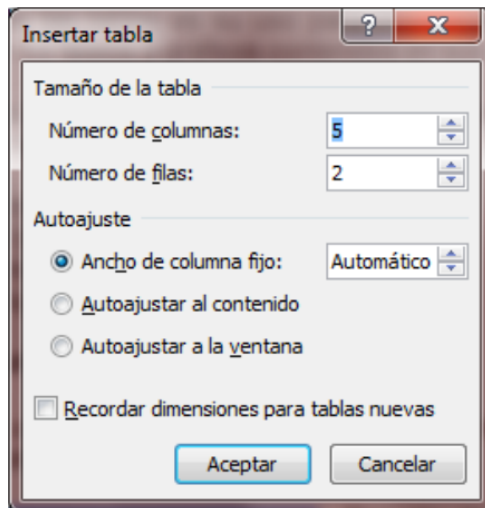 Insertar tabla
Tamaño de la tabla
Número de columnas: 5
Número de filas: 2
Autoajuste
Ancho de columna fijo: Automático
Autoajustar al contenido
Autoajustar a la ventana
Recordar dimensiones para tablas nuevas
Aceptar Cancelar